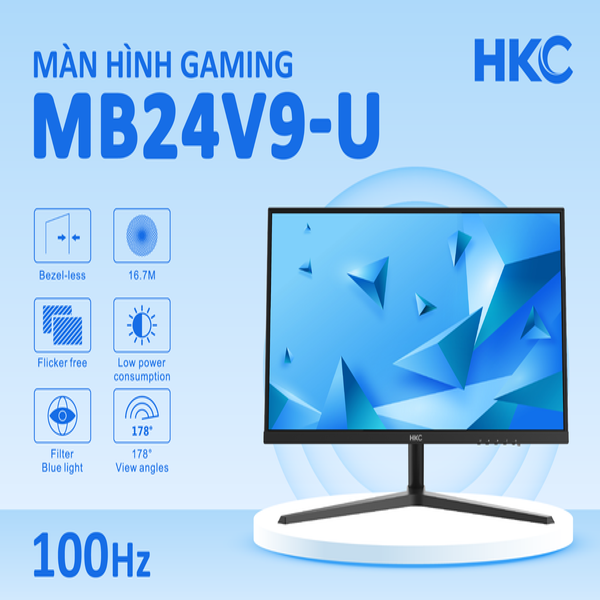 MÀN HÌNH GAMING
MB24V9-U
HKC
Bezel-less
16.7M
Flicker free
Low power
consumption
Filter
Blue light
178°
178°
View angles
HKC
100Hz